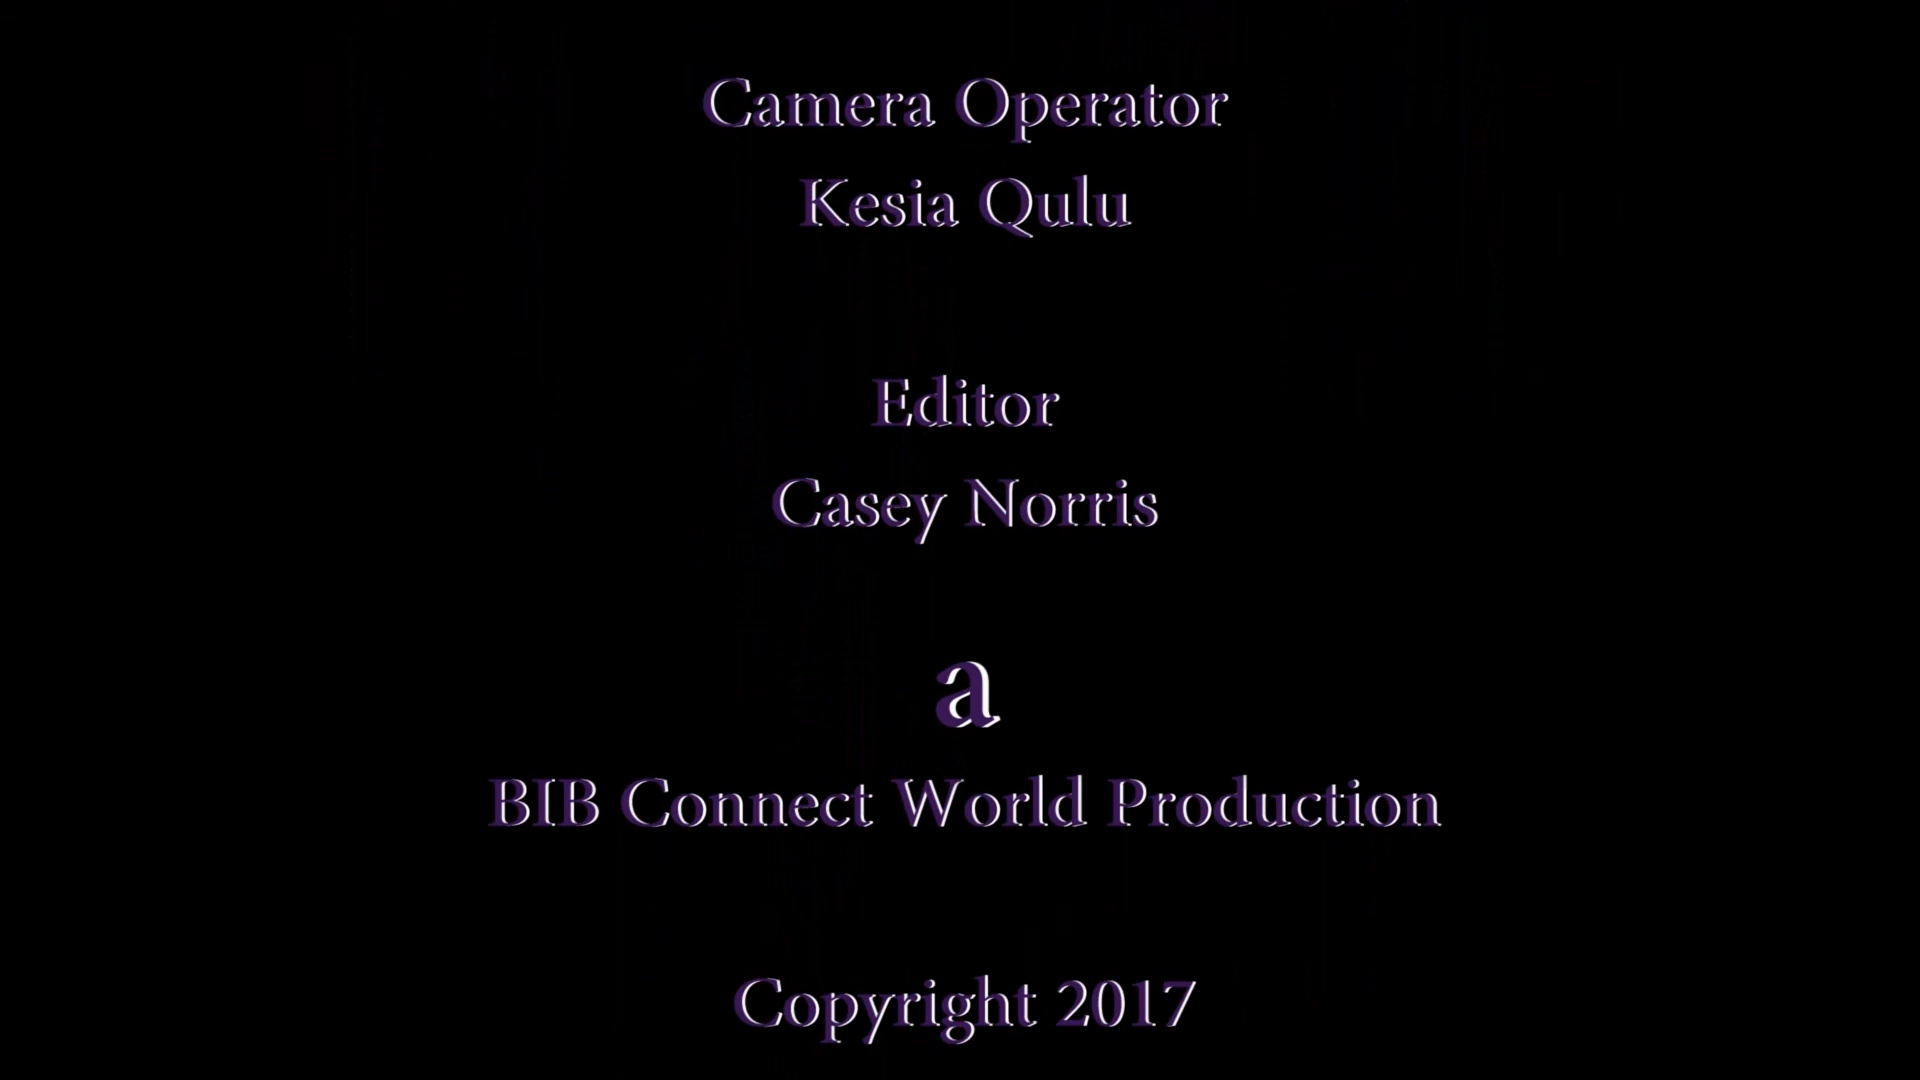 Camera Operator
Kesia Qulu
Editor
Casey Norris
a
BIB Connect World Production
Copyright 2017